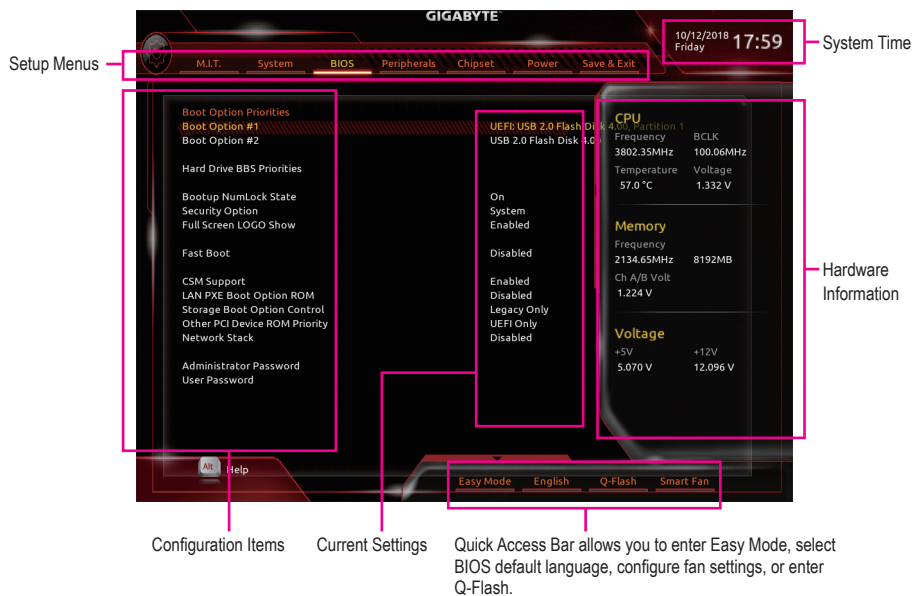 GIGABYTE™
10/12/2018
Friday
17:59
System Time
Setup Menus
M.I.T. System BIOS Peripherals Chipset Power Save & Exit
Boot Option Priorities
Boot Option #1 UEFI: USB 2.0 Flash Disk 4.00, Partition 1
Boot Option #2 USB 2.0 Flash Disk 4.00
Hard Drive BBS Priorities
Bootup NumLock State On
Security Option System
Full Screen LOGO Show Enabled
Fast Boot Disabled
CSM Support Enabled
LAN PXE Boot Option ROM Disabled
Storage Boot Option Control Legacy Only
Other PCI Device ROM Priority UEFI Only
Network Stack Disabled
Administrator Password
User Password
CPU
Frequency BCLK
3802.35MHz 100.06MHz
Temperature Voltage
57.0 °C 1.332 V
Memory
Frequency
2134.65MHz 8192MB
Ch A/B Volt
1.224 V
Voltage
+5V +12V
5.070 V 12.096 V
Hardware
Information
Alt Help
Easy Mode English Q-Flash Smart Fan
Configuration Items
Current Settings
Quick Access Bar allows you to enter Easy Mode, select
BIOS default language, configure fan settings, or enter
Q-Flash.